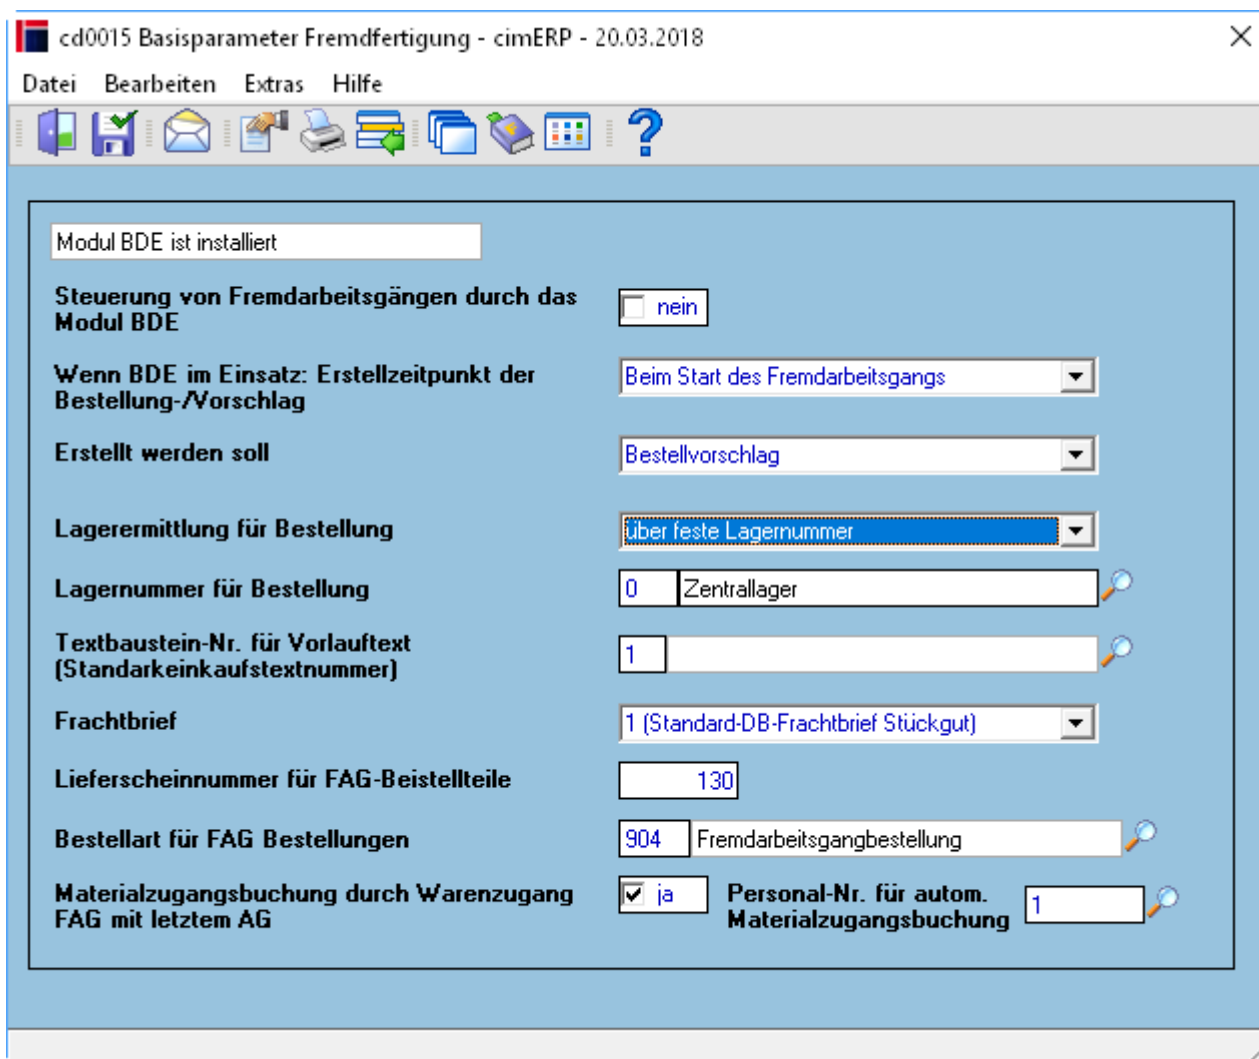 cd0015 Basisparameter Fremdfertigung - cimERP - 20.03.2018
Datei Bearbeiten Extras Hilfe
Modul BDE ist installiert
Steuerung von Fremdarbeitsgängen durch das
Modul BDE
nein
Wenn BDE im Einsatz: Erstellzeitpunkt der
Bestellung-/Vorschlag
Beim Start des Fremdarbeitsgangs
Erstellt werden soll
Bestellvorschlag
Lagerermittlung für Bestellung
über feste Lagernummer
Lagernummer für Bestellung
0 Zentrallager
Textbaustein-Nr. für Vorlauftext
(Standarkeinkaufstextnummer)
1
Frachtbrief
1 (Standard-DB-Frachtbrief Stückgut)
Lieferscheinnummer für FAG-Beistellteile
130
Bestellart für FAG Bestellungen
904 Fremdarbeitsgangbestellung
Materialzugangsbuchung durch Warenzugang
FAG mit letztem AG
ja
Personal-Nr. für autom.
Materialzugangsbuchung
1